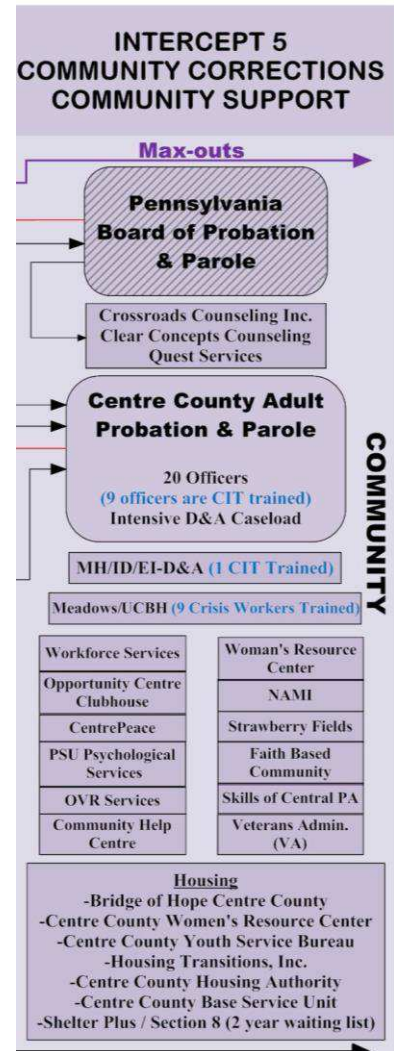 INTERCEPT 5
COMMUNITY CORRECTIONS
COMMUNITY SUPPORT
Max-outs
Pennsylvania
Board of Probation
& Parole
Crossroads Counseling Inc.
Clear Concepts Counseling
Quest Services
Centre County Adult
Probation & Parole
20 Officers
(9 officers are CIT trained)
Intensive D&A Caseload
COMMUNITY
MH/ID/EI-D&A (1 CIT Trained)
Meadows/UCBH (9 Crisis Workers Trained)
Workforce Services
Opportunity Centre
Clubhouse
CentrePeace
PSU Psychological
Services
OVR Services
Community Help
Centre
Woman's Resource
Center
NAMI
Strawberry Fields
Faith Based
Community
Skills of Central PA
Veterans Admin.
(VA)
Housing
-Bridge of Hope Centre County
-Centre County Women's Resource Center
-Centre County Youth Service Bureau
-Housing Transitions, Inc.
-Centre County Housing Authority
-Centre County Base Service Unit
-Shelter Plus / Section 8 (2 year waiting list)